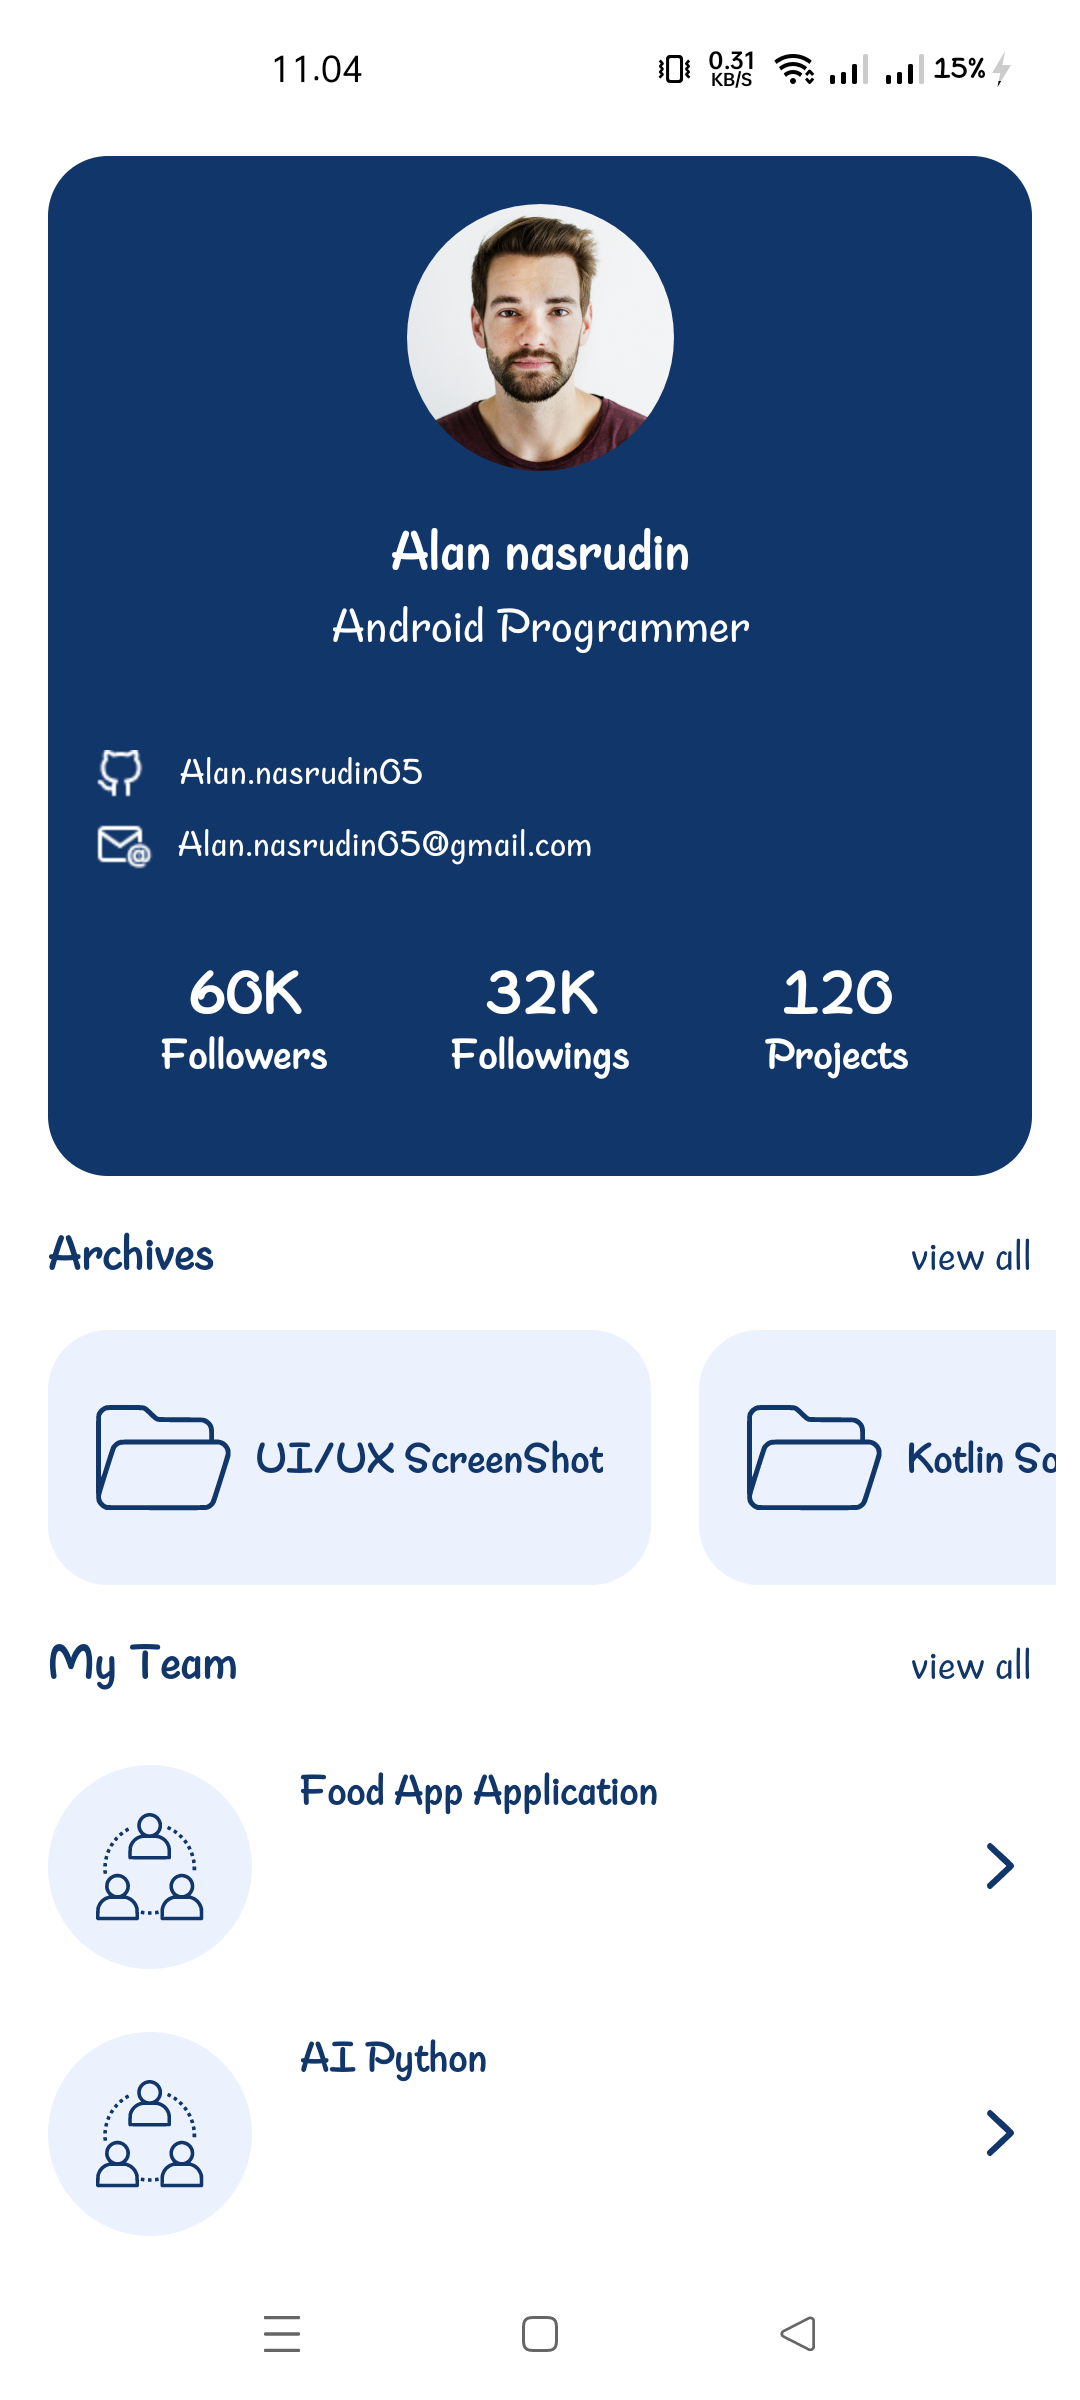 11.04
0.31
KB/S
15%
Alan nasrudin
Android Programmer
Alan.nasrudin05
Alan.nasrudin05@gmail.com
60K 32K 120
Followers Followings Projects
Archives view all
UI/UX ScreenShot Kotlin So
My Team view all
Food App Application
AI Python